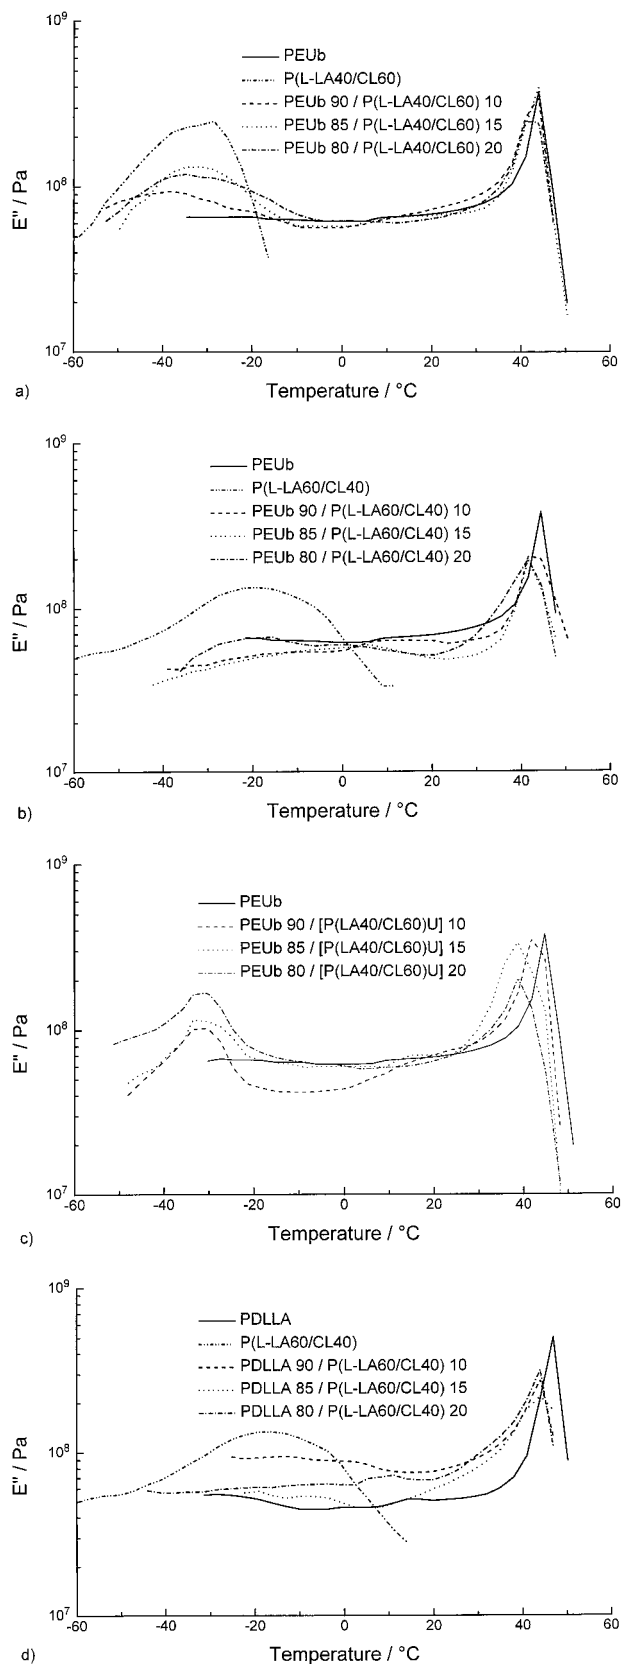 10⁹
PEUb
P(L-LA40/CL60)
PEUb 90 / P(L-LA40/CL60) 10
PEUb 85 / P(L-LA40/CL60) 15
PEUb 80 / P(L-LA40/CL60) 20
10⁸
E" / Pa
10⁷
-60 -40 -20 0 20 40 60
Temperature / °C
a)
10⁹
PEUb
P(L-LA60/CL40)
PEUb 90 / P(L-LA60/CL40) 10
PEUb 85 / P(L-LA60/CL40) 15
PEUb 80 / P(L-LA60/CL40) 20
10⁸
E" / Pa
10⁷
-60 -40 -20 0 20 40 60
Temperature / °C
b)
10⁹
PEUb
PEUb 90 / [P(LA40/CL60)U] 10
PEUb 85 / [P(LA40/CL60)U] 15
PEUb 80 / [P(LA40/CL60)U] 20
10⁸
E" / Pa
10⁷
-60 -40 -20 0 20 40 60
Temperature / °C
c)
10⁹
PDLLA
P(L-LA60/CL40)
PDLLA 90 / P(L-LA60/CL40) 10
PDLLA 85 / P(L-LA60/CL40) 15
PDLLA 80 / P(L-LA60/CL40) 20
10⁸
E" / Pa
10⁷
-60 -40 -20 0 20 40 60
Temperature / °C
d)